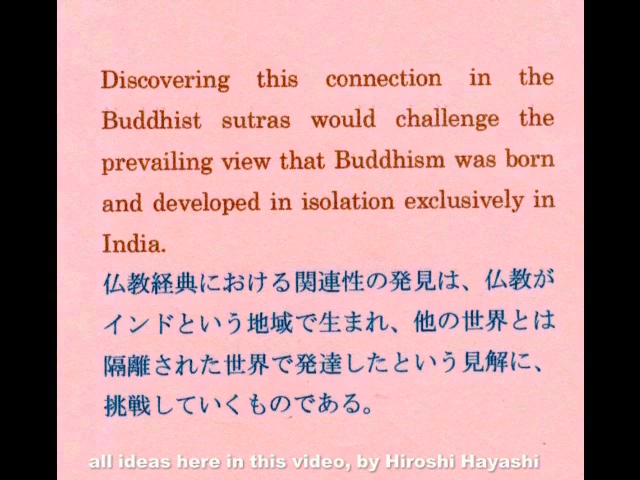 Discovering this connection in the
Buddhist sutras would challenge the
prevailing view that Buddhism was born
and developed in isolation exclusively in
India.
仏教経典における関連性の発見は、仏教が
インドという地域で生まれ、他の世界とは
隔離された世界で発達したという見解に、
挑戦していくものである。
all ideas here in this video, by Hiroshi Hayashi